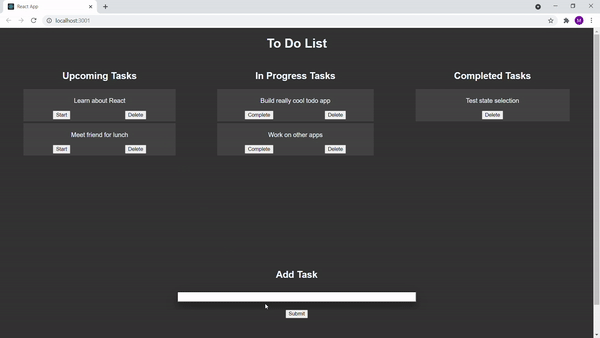 React App
localhost:3001
To Do List
Upcoming Tasks
Learn about React
Start Delete
Meet friend for lunch
Start Delete
In Progress Tasks
Build really cool todo app
Complete Delete
Work on other apps
Complete Delete
Completed Tasks
Test state selection
Delete
Add Task
Submit